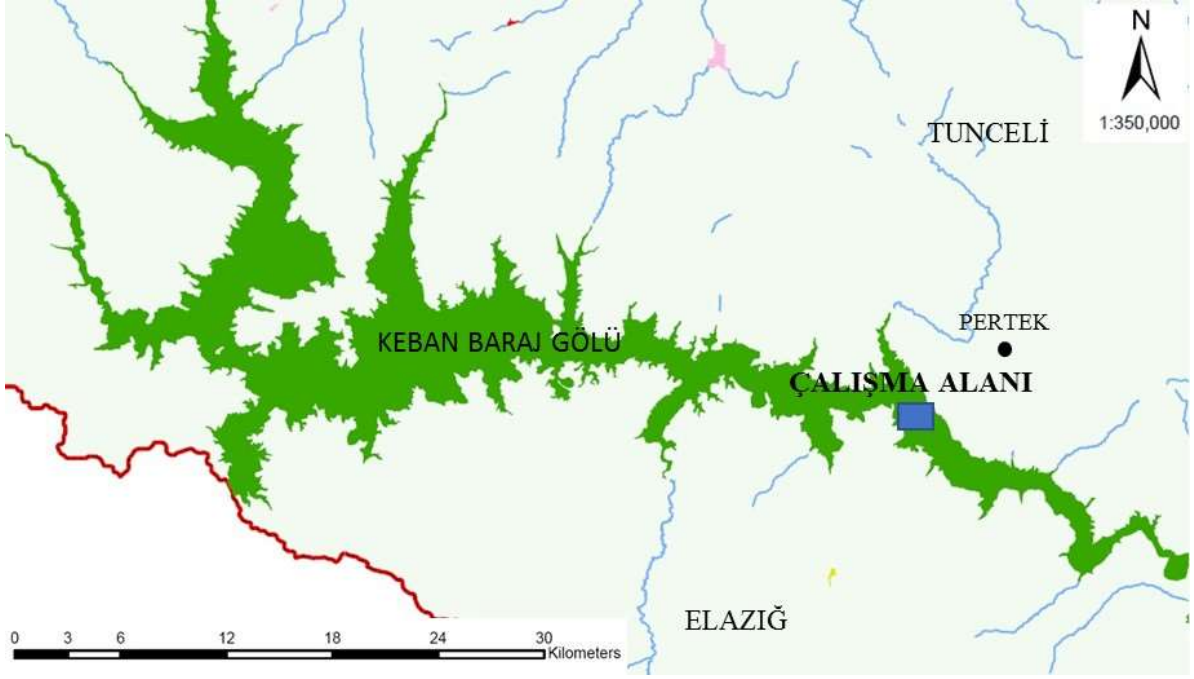 N
1:350,000
TUNCELİ
PERTEK
KEBAN BARAJ GÖLÜ
ÇALIŞMA ALANI
ELAZIĞ
0 3 6 12 18 24 30
Kilometers